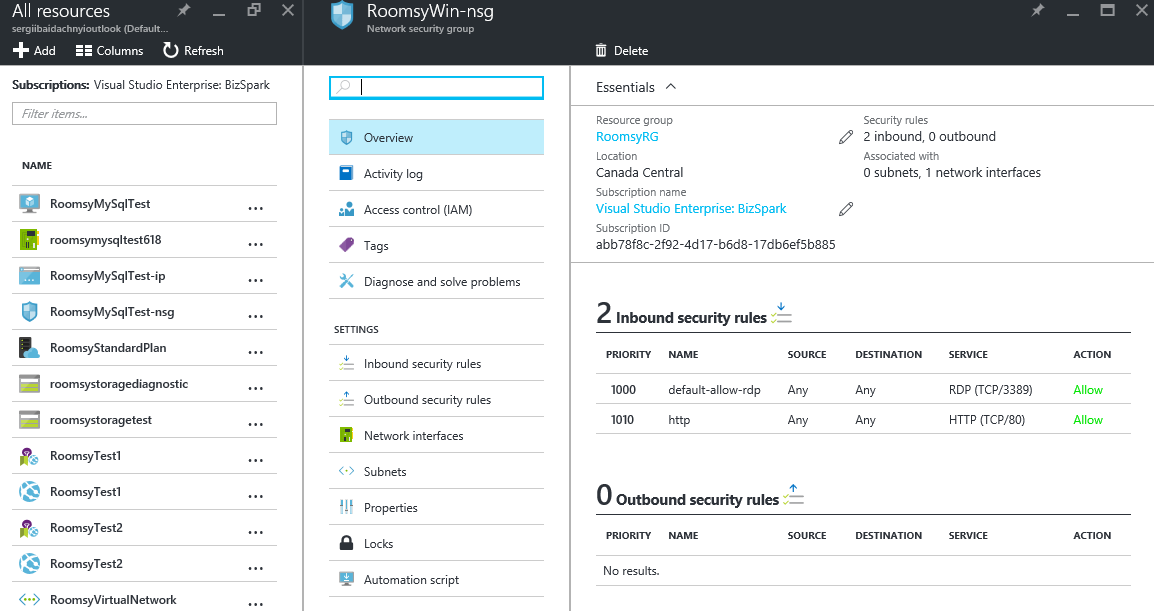 All resources
sergiibaidachnyioutlook (Default...
Add
Columns
Refresh
Subscriptions: Visual Studio Enterprise: BizSpark
Filter items...
NAME
RoomsyMySqlTest ...
roomsymysqltest618 ...
RoomsyMySqlTest-ip ...
RoomsyMySqlTest-nsg ...
RoomsyStandardPlan ...
roomsystoragediagnostic ...
roomsystoragetest ...
RoomsyTest1 ...
RoomsyTest1 ...
RoomsyTest2 ...
RoomsyTest2 ...
RoomsyVirtualNetwork ...
RoomsyWin-nsg
Network security group
Overview
Activity log
Access control (IAM)
Tags
Diagnose and solve problems
SETTINGS
Inbound security rules
Outbound security rules
Network interfaces
Subnets
Properties
Locks
Automation script
Delete
Essentials
Resource group
RoomsyRG
Location
Canada Central
Subscription name
Visual Studio Enterprise: BizSpark
Subscription ID
abb78f8c-2f92-4d17-b6d8-17db6ef5b885
Security rules
2 inbound, 0 outbound
Associated with
0 subnets, 1 network interfaces
2 Inbound security rules
PRIORITY NAME SOURCE DESTINATION SERVICE ACTION
1000 default-allow-rdp Any Any RDP (TCP/3389) Allow
1010 http Any Any HTTP (TCP/80) Allow
0 Outbound security rules
PRIORITY NAME SOURCE DESTINATION SERVICE ACTION
No results.